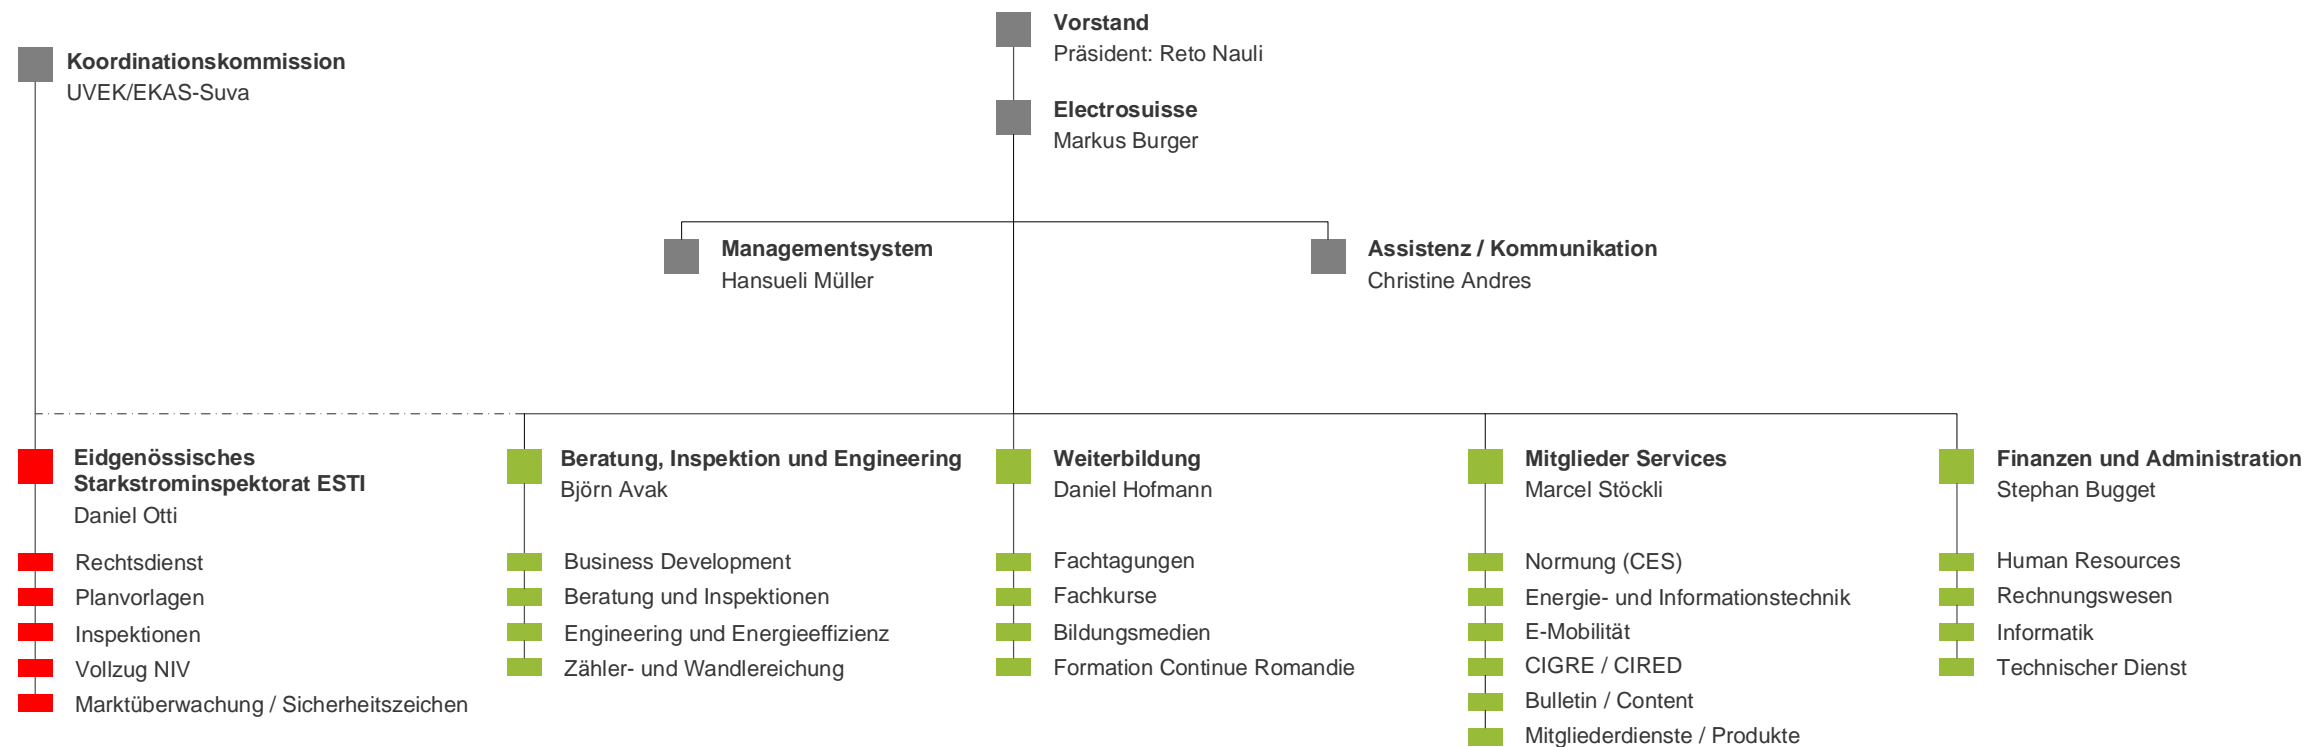 Vorstand
Präsident: Reto Nauli
Koordinationskommission
UVEK/EKAS-Suva
Electrosuisse
Markus Burger
Managementsystem
Hansueli Müller
Assistenz / Kommunikation
Christine Andres
Eidgenössisches
Starkstrominspektorat ESTI
Daniel Otti
Rechtsdienst
Planvorlagen
Inspektionen
Vollzug NIV
Marktüberwachung / Sicherheitszeichen
Beratung, Inspektion und Engineering
Björn Avak
Business Development
Beratung und Inspektionen
Engineering und Energieeffizienz
Zähler- und Wandlereichung
Weiterbildung
Daniel Hofmann
Fachtagungen
Fachkurse
Bildungsmedien
Formation Continue Romandie
Mitglieder Services
Marcel Stöckli
Normung (CES)
Energie- und Informationstechnik
E-Mobilität
CIGRE / CIRED
Bulletin / Content
Mitgliederdienste / Produkte
Finanzen und Administration
Stephan Bugget
Human Resources
Rechnungswesen
Informatik
Technischer Dienst